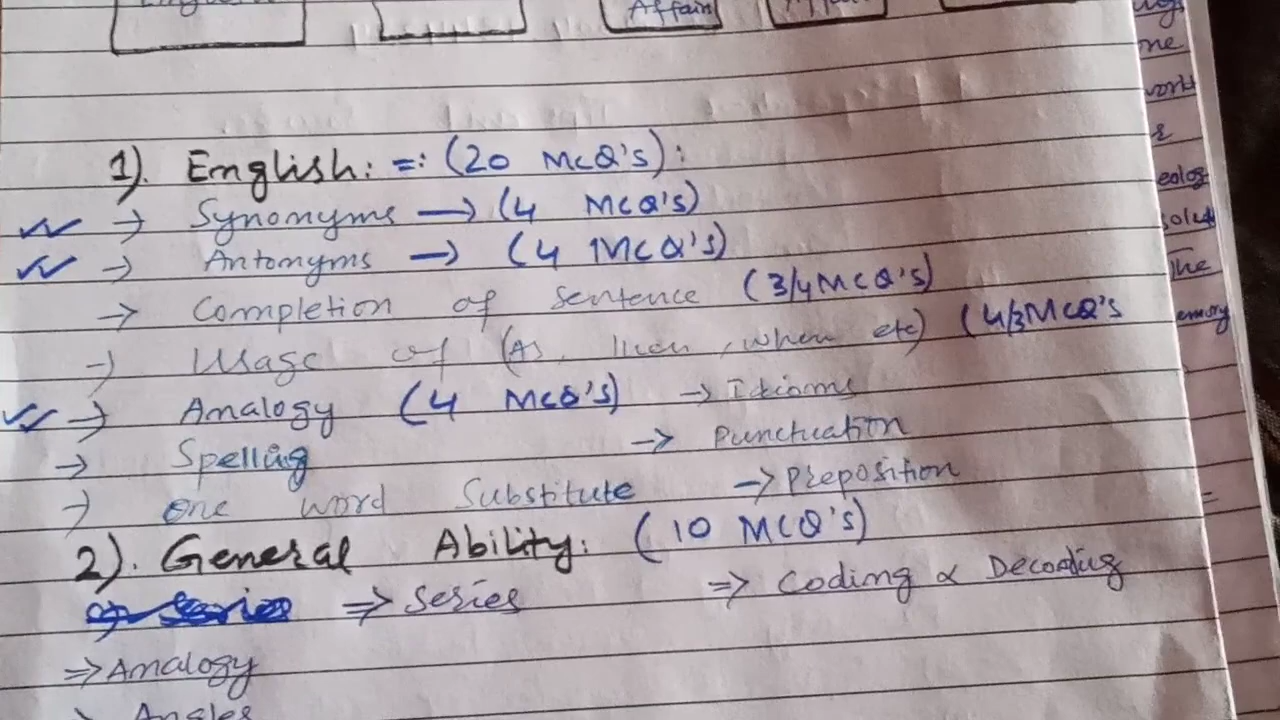 Affair
1). English: =: (20 McQ's):
→ Synonyms → (4 McQ's)
→ Antonyms → (4 McQ's)
→ Completion of sentence (3/4 McQ's)
→ Usage of (As, , when etc) (4/3 McQ's
→ Analogy (4 McQ's) → Idioms
→ Punctuation
→ Spelling
→ Preposition
→ one word Substitute
2). General Ability: (10 McQ's)
⇒ Series ⇒ Coding & Decoding
⇒ Analogy
Angles